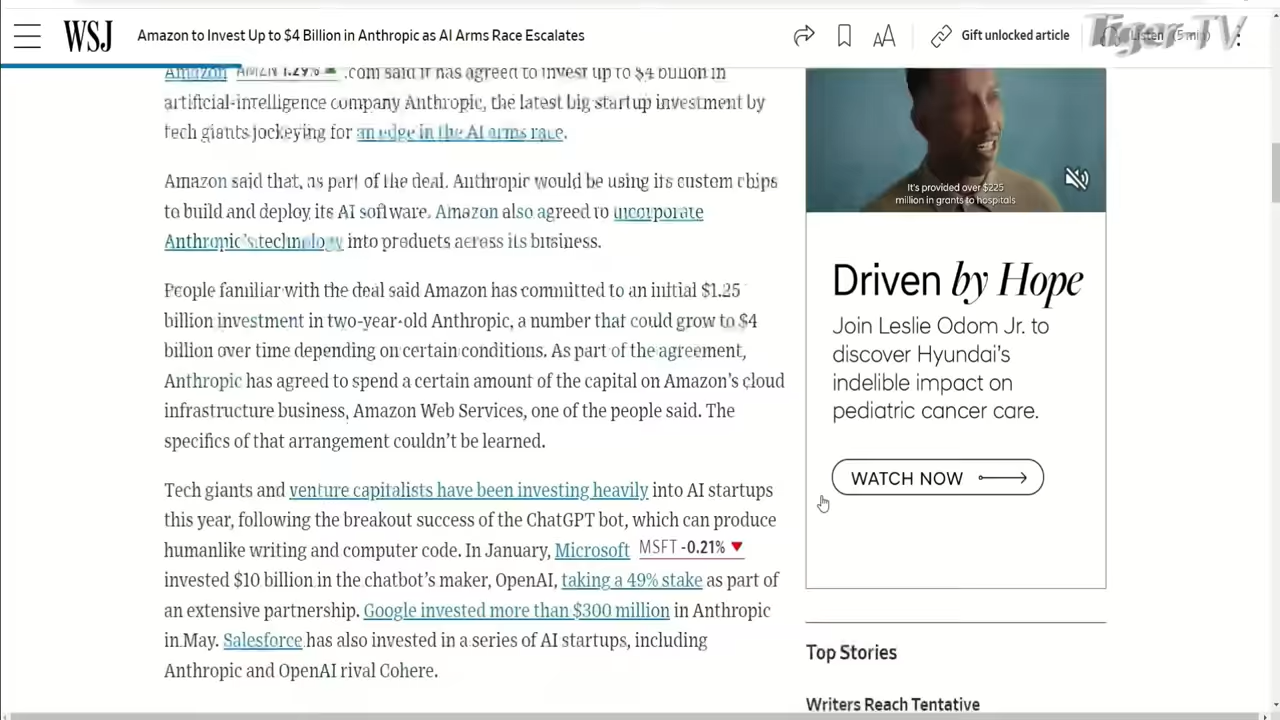 WSJ
Amazon to Invest Up to $4 Billion in Anthropic as AI Arms Race Escalates
AA
Gift unlocked article
Listen (5 min)
Tiger TV
Amazon AMZN 1.29% .com said it has agreed to invest up to $4 billion in
artificial-intelligence company Anthropic, the latest big startup investment by
tech giants jockeying for an edge in the AI arms race.
Amazon said that, as part of the deal, Anthropic would be using its custom chips
to build and deploy its AI software. Amazon also agreed to incorporate
Anthropic's technology into products across its business.
People familiar with the deal said Amazon has committed to an initial $1.25
billion investment in two-year-old Anthropic, a number that could grow to $4
billion over time depending on certain conditions. As part of the agreement,
Anthropic has agreed to spend a certain amount of the capital on Amazon's cloud
infrastructure business, Amazon Web Services, one of the people said. The
specifics of that arrangement couldn't be learned.
Tech giants and venture capitalists have been investing heavily into AI startups
this year, following the breakout success of the ChatGPT bot, which can produce
humanlike writing and computer code. In January, Microsoft MSFT -0.21%
invested $10 billion in the chatbot's maker, OpenAI, taking a 49% stake as part of
an extensive partnership. Google invested more than $300 million in Anthropic
in May. Salesforce has also invested in a series of AI startups, including
Anthropic and OpenAI rival Cohere.
It's provided over $225
million in grants to hospitals
Driven by Hope
Join Leslie Odom Jr. to
discover Hyundai's
indelible impact on
pediatric cancer care.
WATCH NOW
Top Stories
Writers Reach Tentative